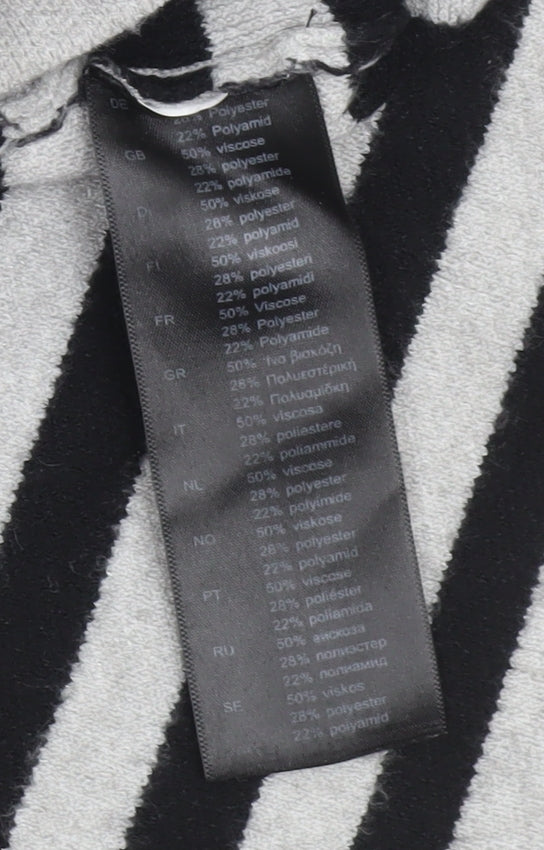 DE 28% Polyester
22% Polyamid
GB 50% viscose
28% polyester
22% polyamide
50% viskose
28% polyester
22% polyamid
FI 50% viskoosi
28% polyesteri
22% polyamidi
FR 50% Viscose
28% Polyester
22% Polyamide
GR 50% Ίνα βισκόζη
28% Πολυεστέρική
22% Πολυαμίδκη
IT 50% viscosa
28% poliestere
22% poliammide
NL 50% viscose
28% polyester
22% polyimide
NO 50% viskose
28% polyester
22% polyamid
PT 50% viscose
28% poliéster
22% poliamida
RU 50% вискоза
28% полиэстер
22% полиамид
SE 50% viskos
28% polyester
22% polyamid